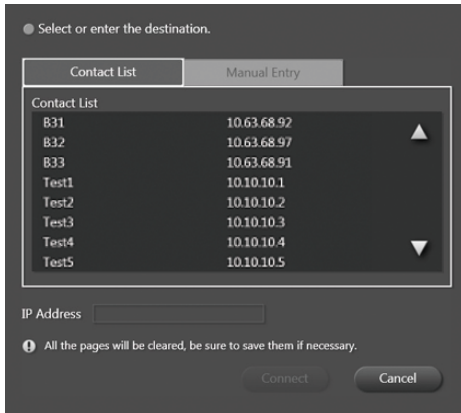 Select or enter the destination.
Contact List Manual Entry
Contact List
B31 10.63.68.92
B32 10.63.68.97
B33 10.63.68.91
Test1 10.10.10.1
Test2 10.10.10.2
Test3 10.10.10.3
Test4 10.10.10.4
Test5 10.10.10.5
IP Address
All the pages will be cleared, be sure to save them if necessary.
Connect Cancel